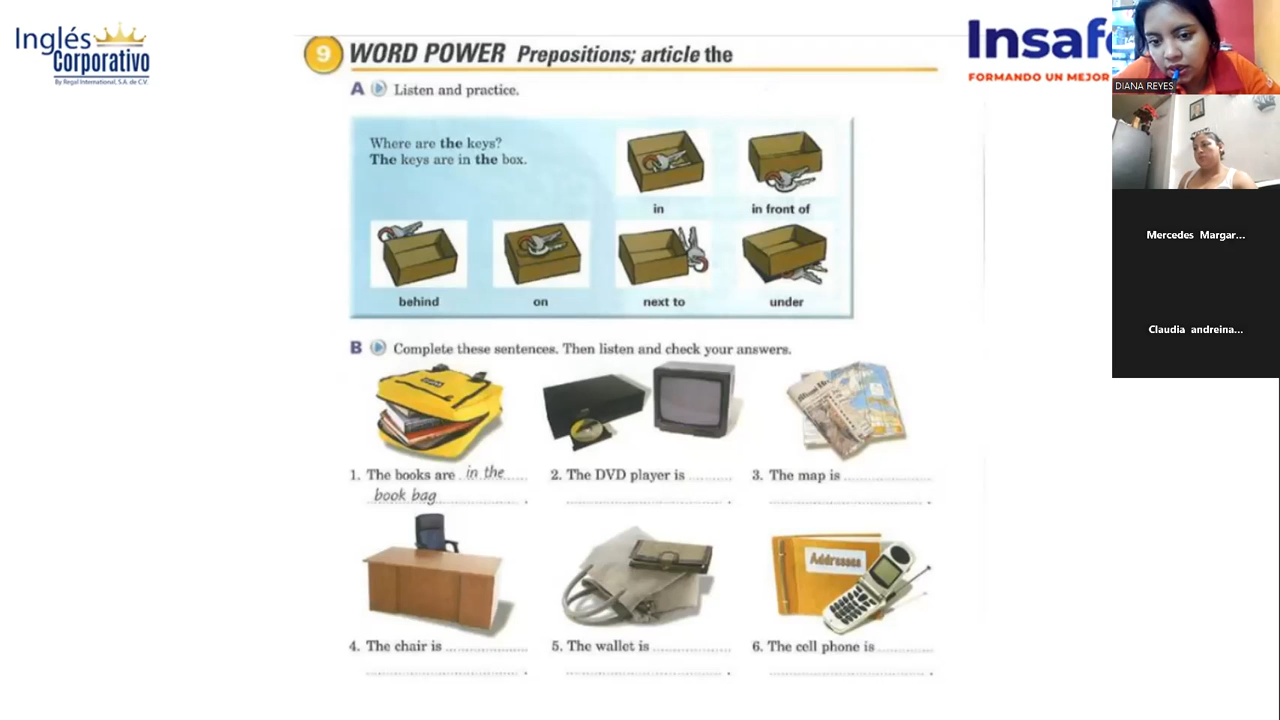 Inglés
Corporativo
By Regal International, S.A. de C.V.
Insaf
FORMANDO UN MEJOR
DIANA REYES
Mercedes Margar...
Claudia andreina...
9 WORD POWER Prepositions; article the
A Listen and practice.
Where are the keys?
The keys are in the box.
in
in front of
behind
on
next to
under
B Complete these sentences. Then listen and check your answers.
1. The books are in the
book bag.
2. The DVD player is
3. The map is
Addresses
4. The chair is
5. The wallet is
6. The cell phone is